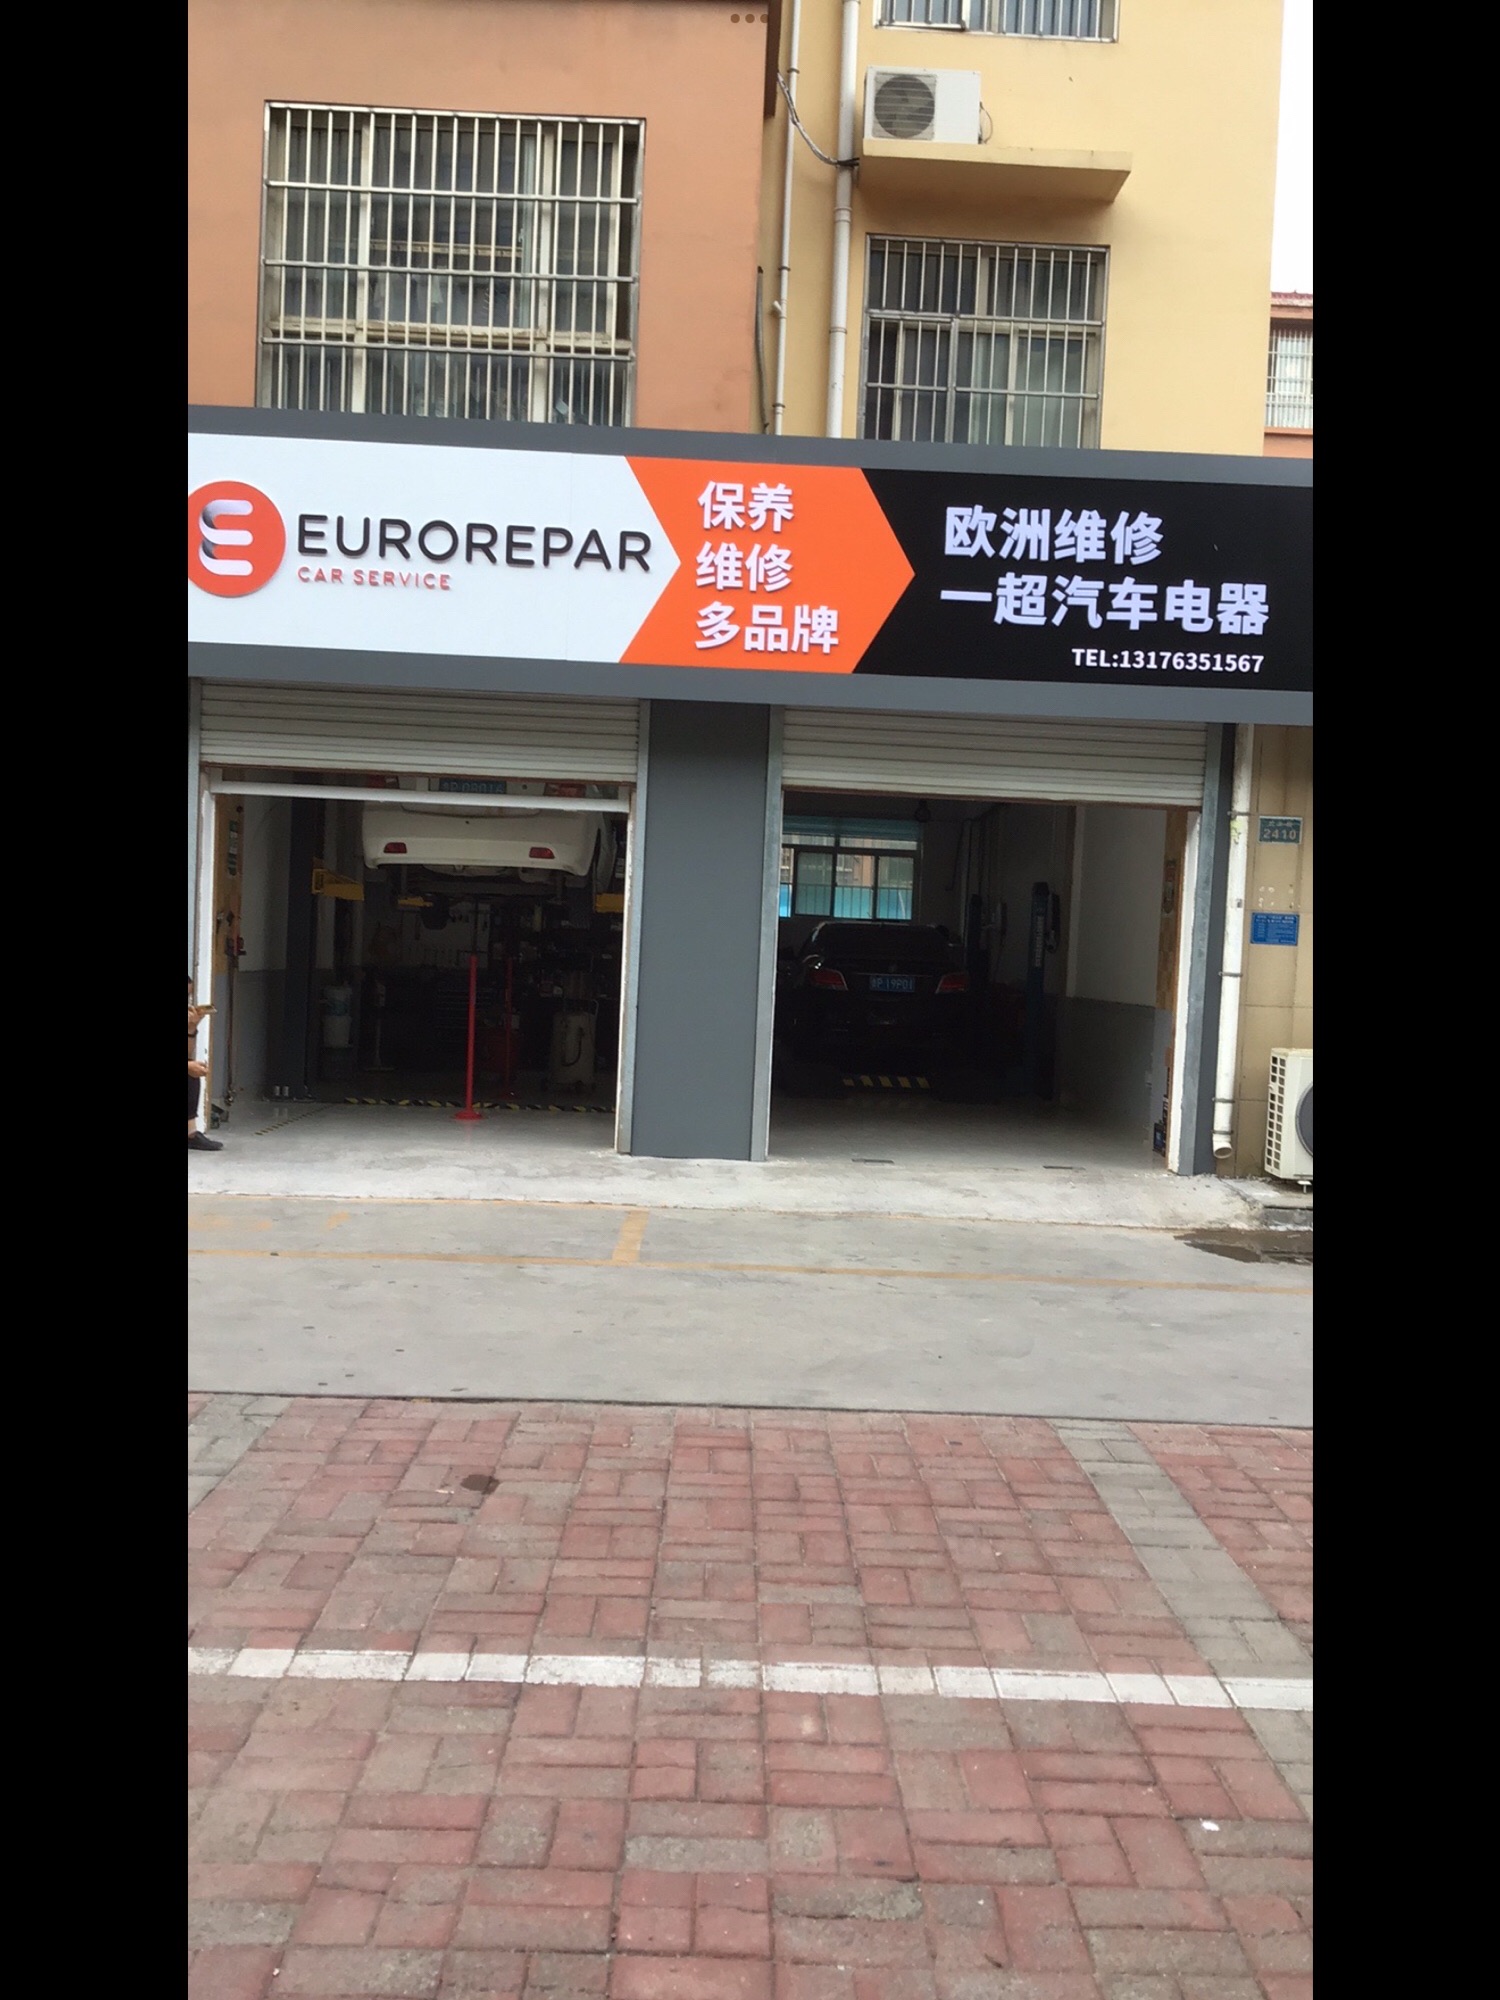 EUROREPAR
CAR SERVICE
保养
维修
多品牌
欧洲维修
一超汽车电器
TEL:13176351567
2410
P19P01